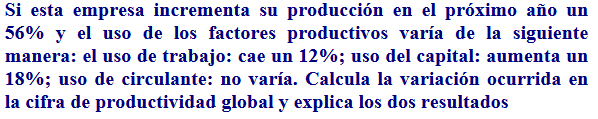 Si esta empresa incrementa su producción en el próximo año un
56% y el uso de los factores productivos varía de la siguiente
manera: el uso de trabajo: cae un 12%; uso del capital: aumenta un
18%; uso de circulante: no varía. Calcula la variación ocurrida en
la cifra de productividad global y explica los dos resultados